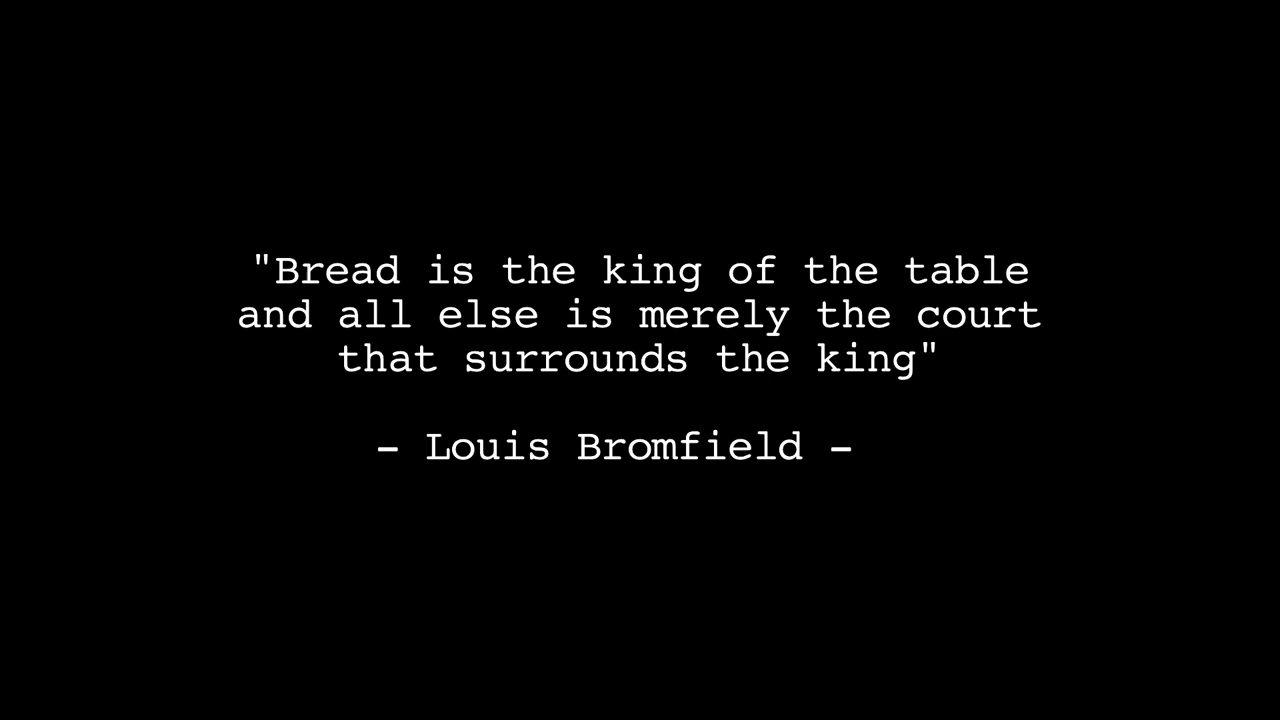 "Bread is the king of the table
and all else is merely the court
that surrounds the king"
- Louis Bromfield -